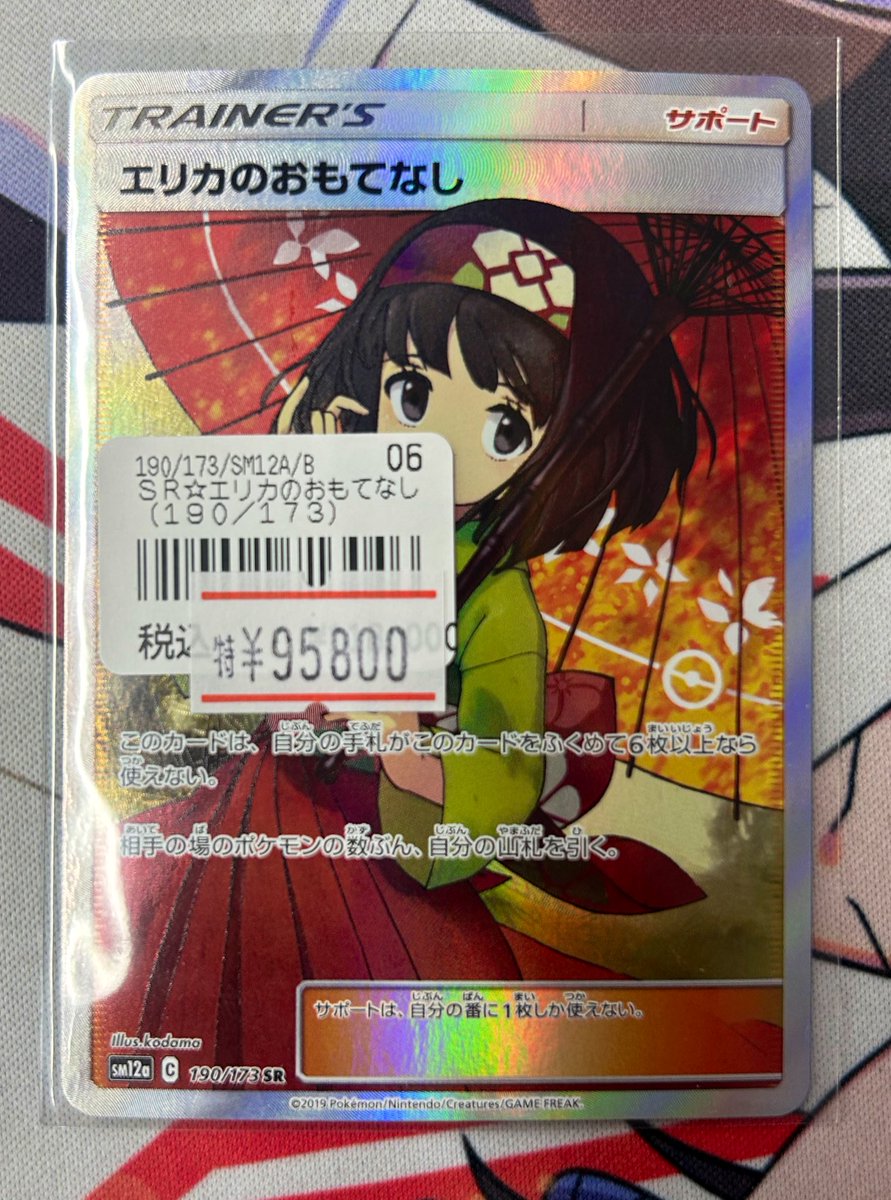 TRAINER'S サポート
エリカのおもてなし
190/173/SM12A/B 06
SR☆エリカのおもてなし
(190/173)
税込
特¥95800
このカードは、自分の手札がこのカードをふくめて6枚以上なら
使えない。
相手の場のポケモンの数ぶん、自分の山札を引く。
サポートは、自分の番に1枚しか使えない。
Illus.kodama
SM12a C 190/173 SR
©2019 Pokémon/Nintendo/Creatures/GAME FREAK.